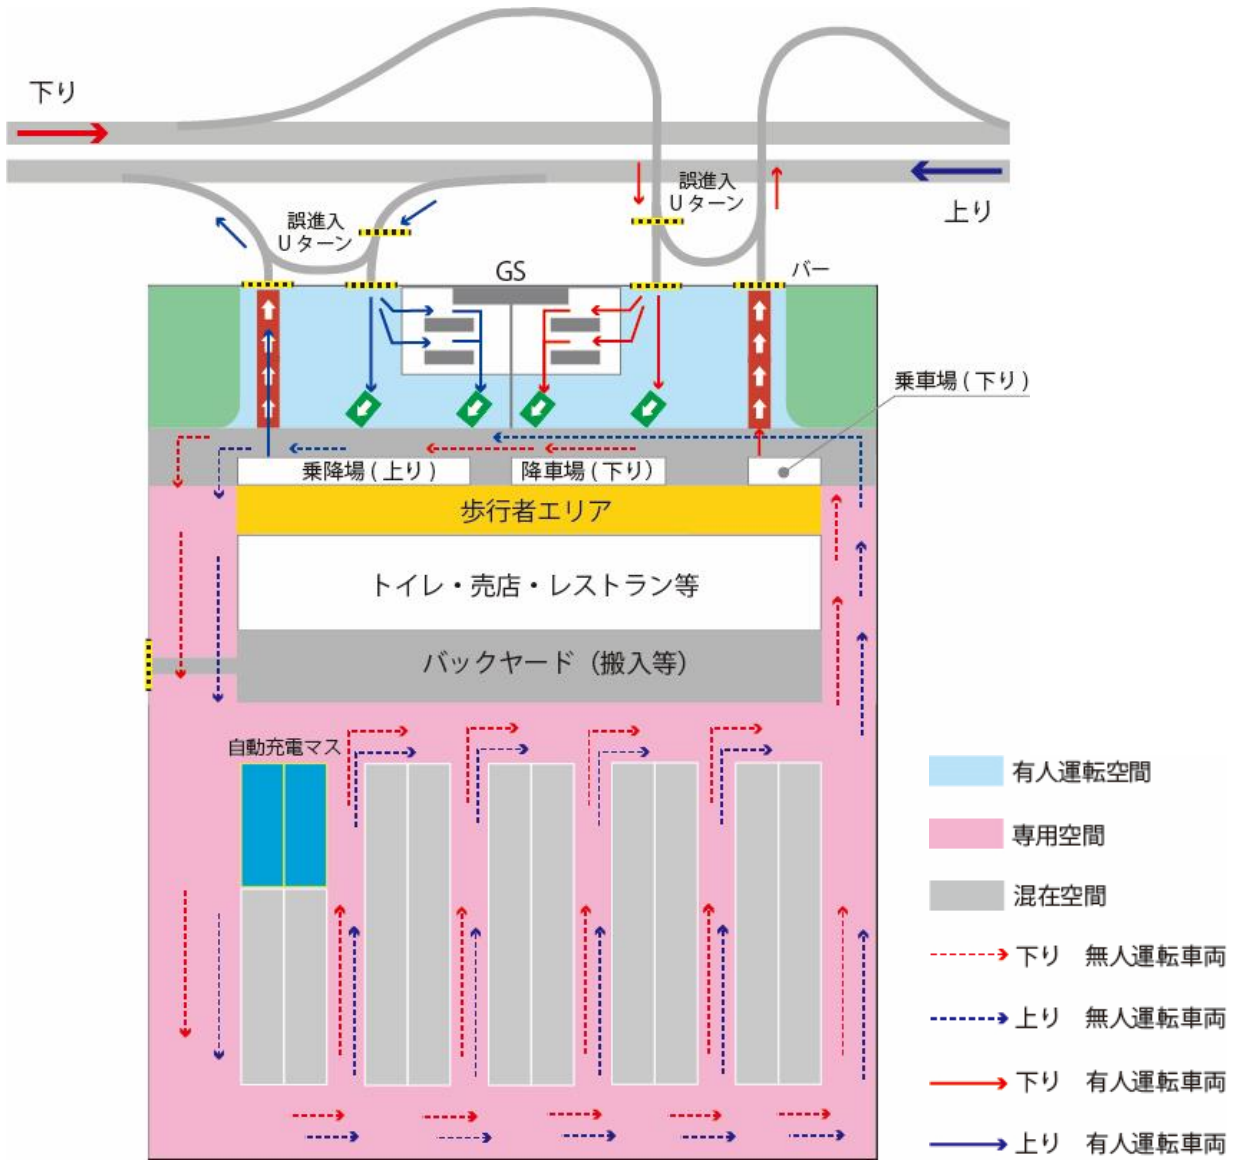 下り
誤進入
Uターン
上り
誤進入
Uターン
GS
バー
乗車場(下り)
乗降場(上り)
降車場(下り)
歩行者エリア
トイレ・売店・レストラン等
バックヤード(搬入等)
自動充電マス
有人運転空間
専用空間
混在空間
下り 無人運転車両
上り 無人運転車両
下り 有人運転車両
上り 有人運転車両